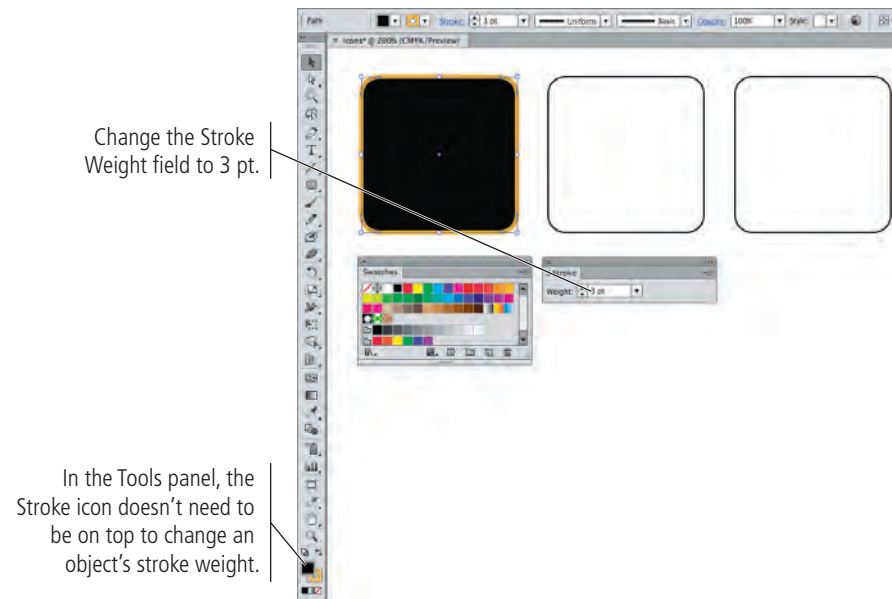 Path
Stroke:
3 pt
Uniform
Basic
Opacity:
100%
Style:
× Icons* @ 200% (CMYK/Preview)
Change the Stroke
Weight field to 3 pt.
Swatches
Stroke
Weight:
3 pt
In the Tools panel, the
Stroke icon doesn’t need to
be on top to change an
object’s stroke weight.